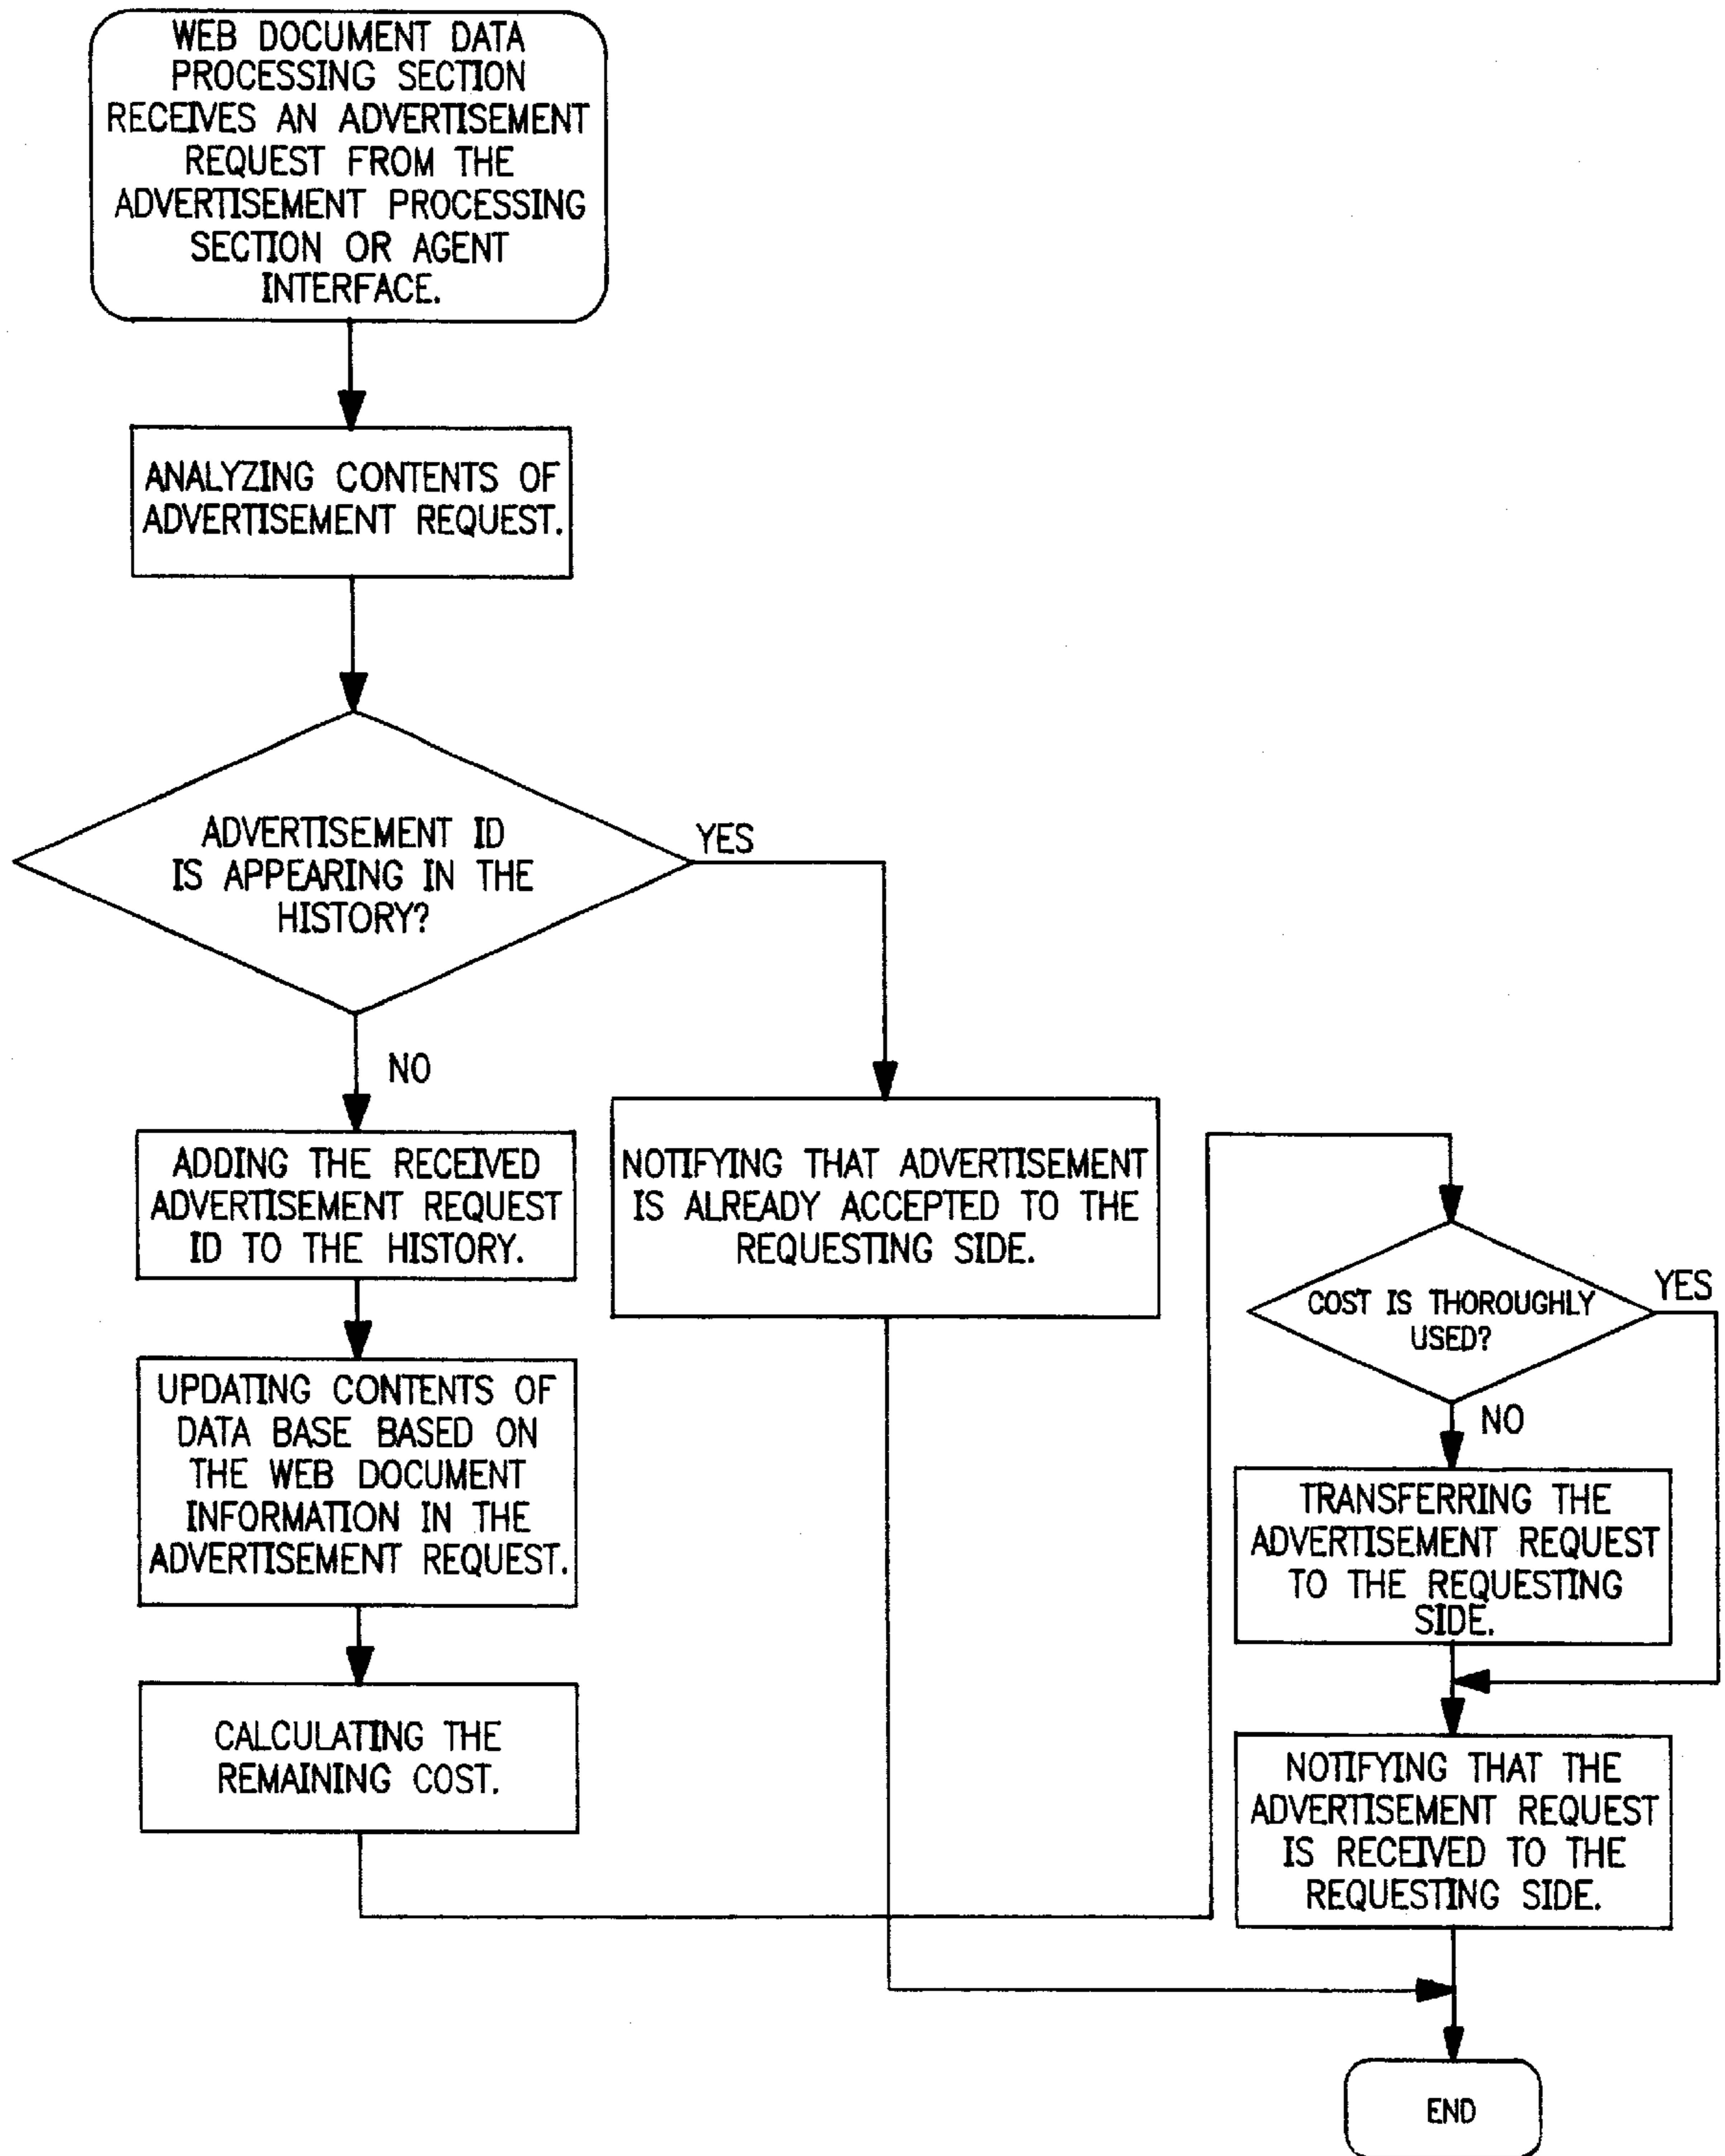 WEB DOCUMENT DATA
PROCESSING SECTION
RECEIVES AN ADVERTISEMENT
REQUEST FROM THE
ADVERTISEMENT PROCESSING
SECTION OR AGENT
INTERFACE.
ANALYZING CONTENTS OF
ADVERTISEMENT REQUEST.
ADVERTISEMENT ID
IS APPEARING IN THE
HISTORY?
YES
NO
ADDING THE RECEIVED
ADVERTISEMENT REQUEST
ID TO THE HISTORY.
NOTIFYING THAT ADVERTISEMENT
IS ALREADY ACCEPTED TO THE
REQUESTING SIDE.
UPDATING CONTENTS OF
DATA BASE BASED ON
THE WEB DOCUMENT
INFORMATION IN THE
ADVERTISEMENT REQUEST.
CALCULATING THE
REMAINING COST.
COST IS THOROUGHLY
USED?
YES
NO
TRANSFERRING THE
ADVERTISEMENT REQUEST
TO THE REQUESTING
SIDE.
NOTIFYING THAT THE
ADVERTISEMENT REQUEST
IS RECEIVED TO THE
REQUESTING SIDE.
END